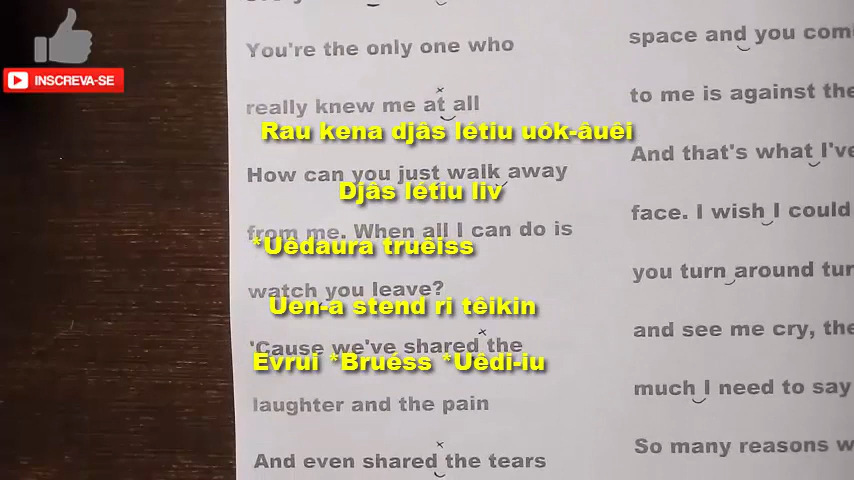 INSCREVA-SE
You're the only one who
really knew me at all
Rau kena djâs létiu uók-âuêi
How can you just walk away
Djâs létiu liv
from me. When all I can do is
*Uêdaura truêiss
watch you leave?
Uen-a stend ri têikin
'Cause we've shared the
Evrui *Bruéss *Uêdi-iu
laughter and the pain
And even shared the tears
space and you com
to me is against the
And that's what I've
face. I wish I could
you turn around tur
and see me cry, the
much I need to say
So many reasons w